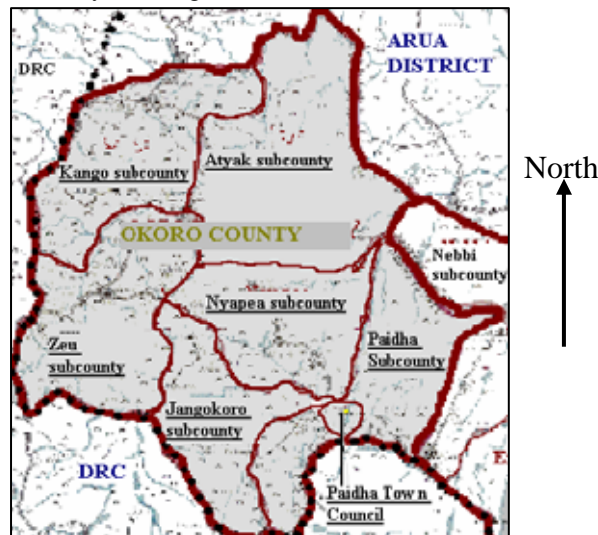 ARUA
DISTRICT
DRC
North
Kango subcounty
Atyak subcounty
OKORO COUNTY
Nebbi
subcounty
Nyapea subcounty
Zeu
subcounty
Paidha
Subcounty
Jangokoro
subcounty
DRC
Paidha Town
Council